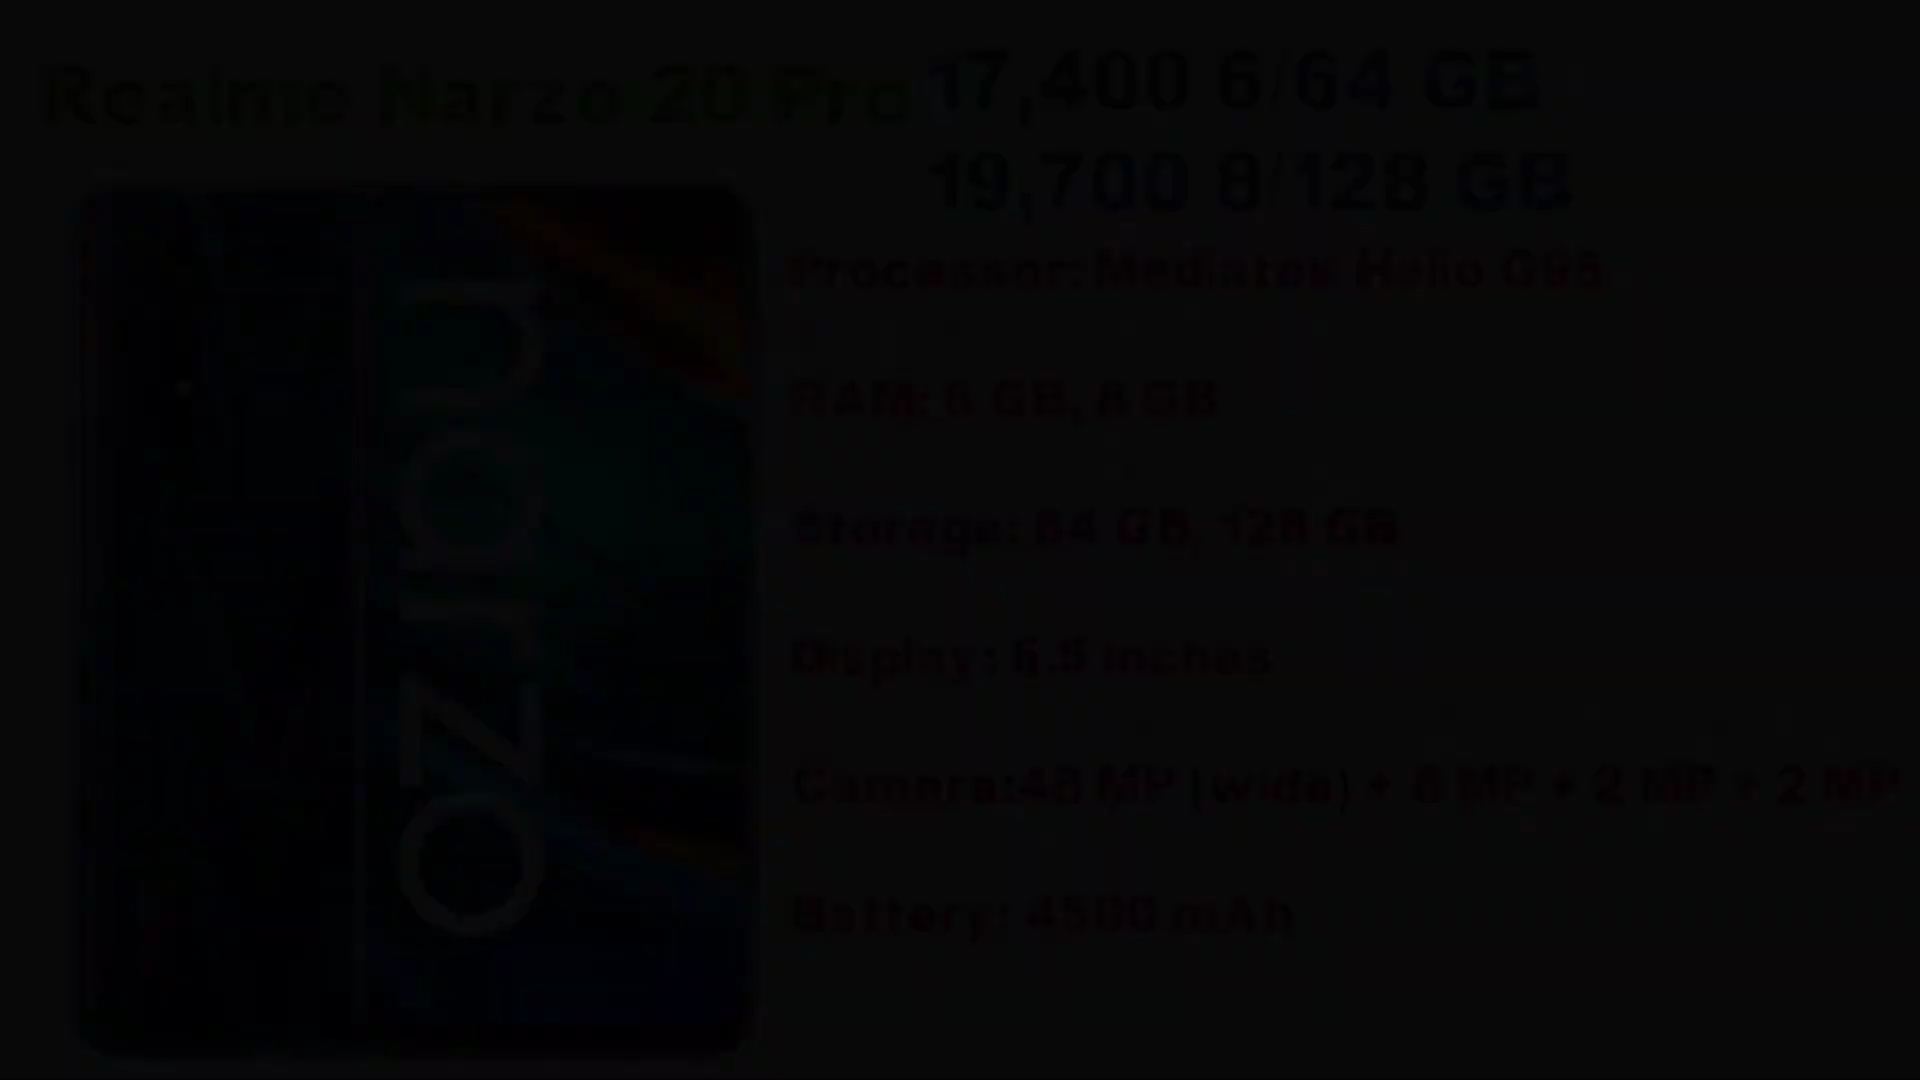 Realme Narzo 20 Pro
17,400 6/64 GB
19,700 8/128 GB
Processor: Mediatek Helio G95
RAM: 6 GB, 8 GB
Storage: 64 GB, 128 GB
Display: 6.5 inches
Camera:48 MP (wide) + 8 MP + 2 MP + 2 MP
Battery: 4500 mAh
narzo